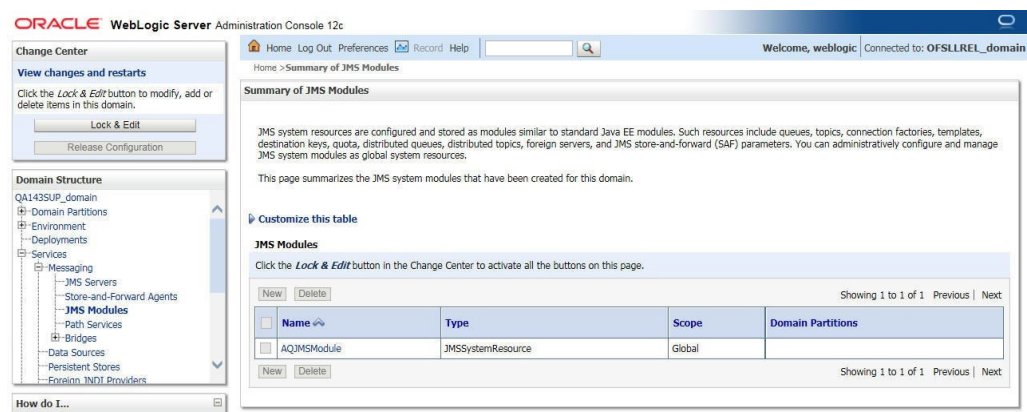 ORACLE WebLogic Server Administration Console 12c
Change Center
View changes and restarts
Click the Lock & Edit button to modify, add or
delete items in this domain.
Lock & Edit
Release Configuration
Domain Structure
QA143SUP_domain
Domain Partitions
Environment
Deployments
Services
Messaging
JMS Servers
Store-and-Forward Agents
JMS Modules
Path Services
Bridges
Data Sources
Persistent Stores
Foreign JNDI Providers
How do I...
Home Log Out Preferences Record Help
Welcome, weblogic Connected to: OFSLLREL_domain
Home >Summary of JMS Modules
Summary of JMS Modules
JMS system resources are configured and stored as modules similar to standard Java EE modules. Such resources include queues, topics, connection factories, templates,
destination keys, quota, distributed queues, distributed topics, foreign servers, and JMS store-and-forward (SAF) parameters. You can administratively configure and manage
JMS system modules as global system resources.
This page summarizes the JMS system modules that have been created for this domain.
Customize this table
JMS Modules
Click the Lock & Edit button in the Change Center to activate all the buttons on this page.
New Delete Showing 1 to 1 of 1 Previous | Next
Name Type Scope Domain Partitions
AQJMSModule JMSSystemResource Global
New Delete Showing 1 to 1 of 1 Previous | Next